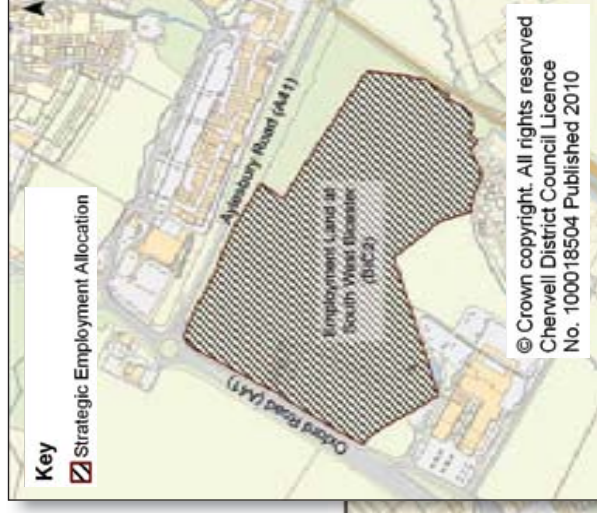 Key
Strategic Employment Allocation
Aylesbury Road (A41)
Employment Land at
South West Bicester
(BIC2)
Oxford Road (A41)
© Crown copyright. All rights reserved
Cherwell District Council Licence
No. 100018504 Published 2010